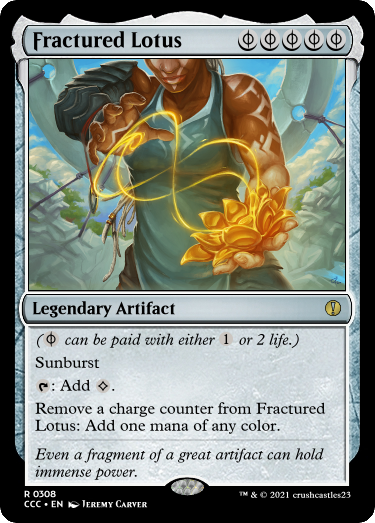 Fractured Lotus
Legendary Artifact
( can be paid with either 1 or 2 life.)
Sunburst
: Add .
Remove a charge counter from Fractured
Lotus: Add one mana of any color.
Even a fragment of a great artifact can hold
immense power.
R 0308
CCC • EN JEREMY CARVER
™ & © 2021 crushcastles23